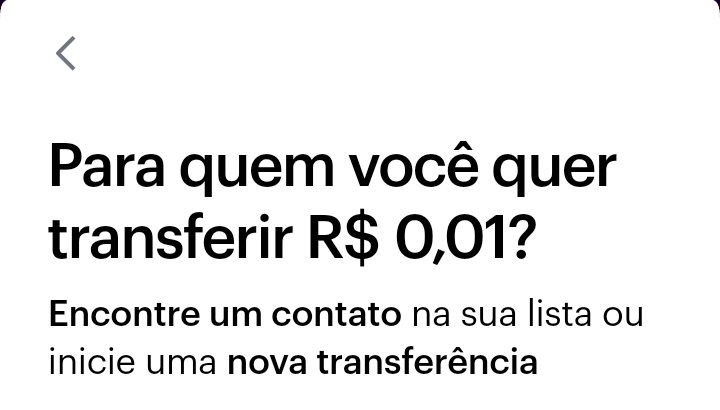 Para quem você quer
transferir R$ 0,01?
Encontre um contato na sua lista ou
inicie uma nova transferência